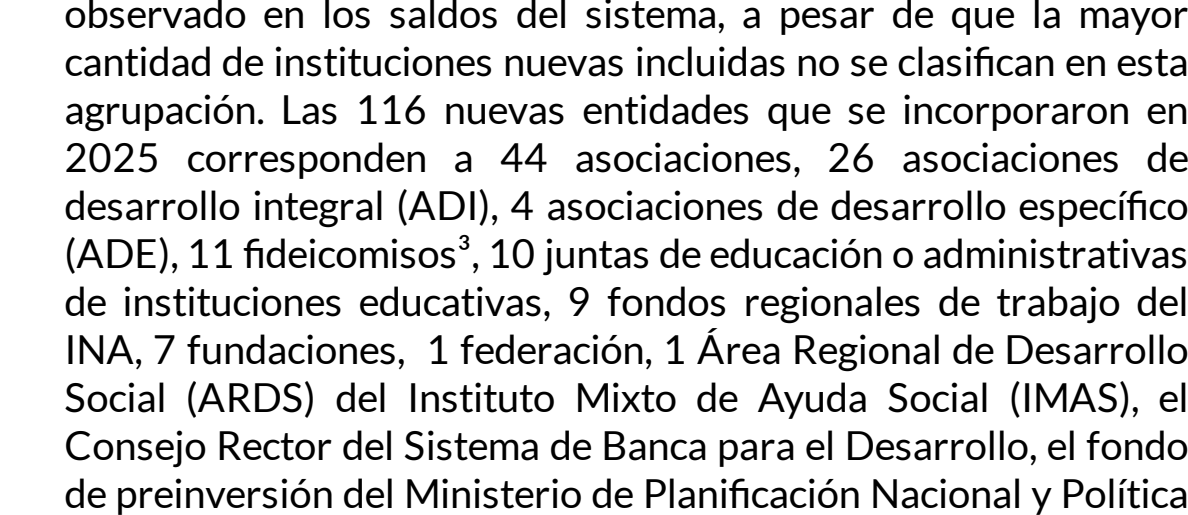 observado en los saldos del sistema, a pesar de que la mayor
cantidad de instituciones nuevas incluidas no se clasifican en esta
agrupación. Las 116 nuevas entidades que se incorporaron en
2025 corresponden a 44 asociaciones, 26 asociaciones de
desarrollo integral (ADI), 4 asociaciones de desarrollo específico
(ADE), 11 fideicomisos³, 10 juntas de educación o administrativas
de instituciones educativas, 9 fondos regionales de trabajo del
INA, 7 fundaciones, 1 federación, 1 Área Regional de Desarrollo
Social (ARDS) del Instituto Mixto de Ayuda Social (IMAS), el
Consejo Rector del Sistema de Banca para el Desarrollo, el fondo
de preinversión del Ministerio de Planificación Nacional y Política